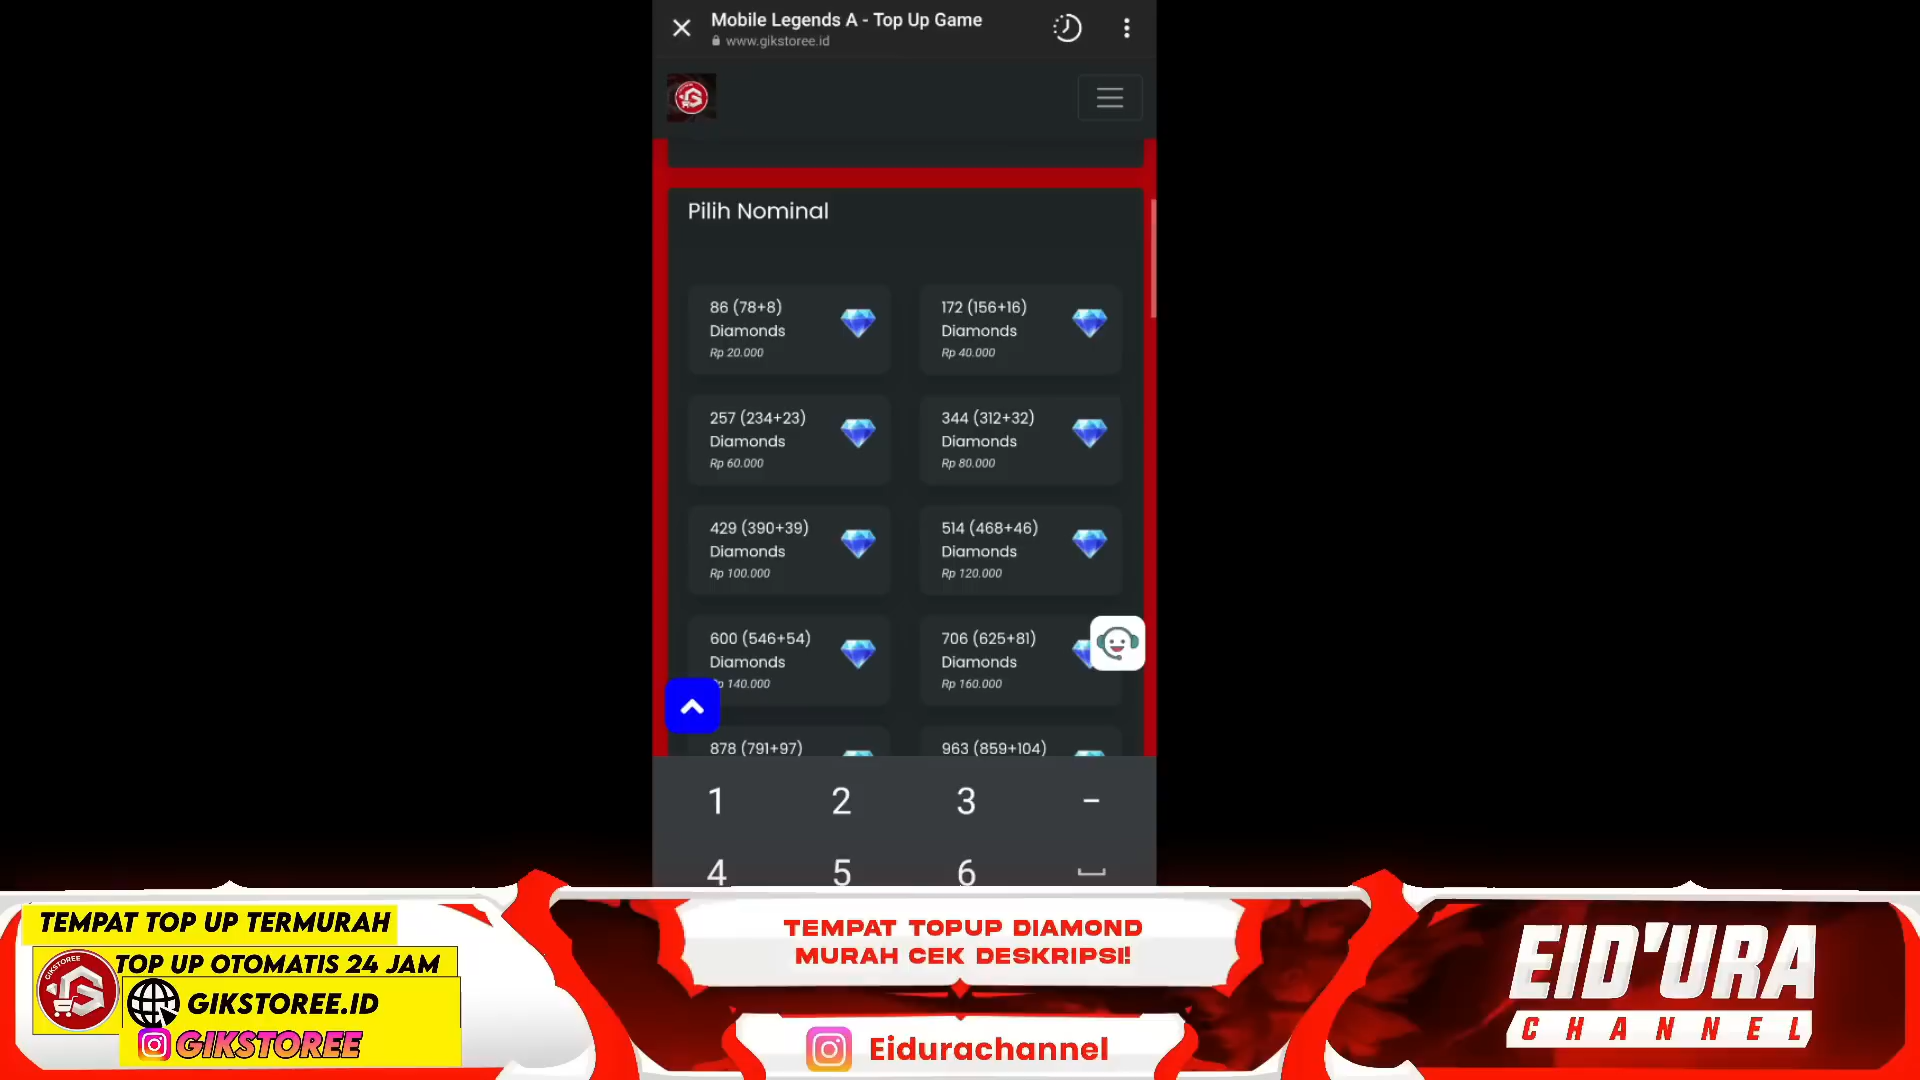 Mobile Legends A - Top Up Game
www.gikstoree.id
Pilih Nominal
86 (78+8)
Diamonds
Rp 20.000
172 (156+16)
Diamonds
Rp 40.000
257 (234+23)
Diamonds
Rp 60.000
344 (312+32)
Diamonds
Rp 80.000
429 (390+39)
Diamonds
Rp 100.000
514 (468+46)
Diamonds
Rp 120.000
600 (546+54)
Diamonds
Rp 140.000
706 (625+81)
Diamonds
Rp 160.000
878 (791+97)
963 (859+104)
1 2 3 -
4 5 6
TEMPAT TOP UP TERMURAH
GIKSTOREE
TOP UP OTOMATIS 24 JAM
GIKSTOREE.ID
GIKSTOREE
TEMPAT TOPUP DIAMOND
MURAH CEK DESKRIPSI!
Eidurachannel
EID'URA
CHANNEL